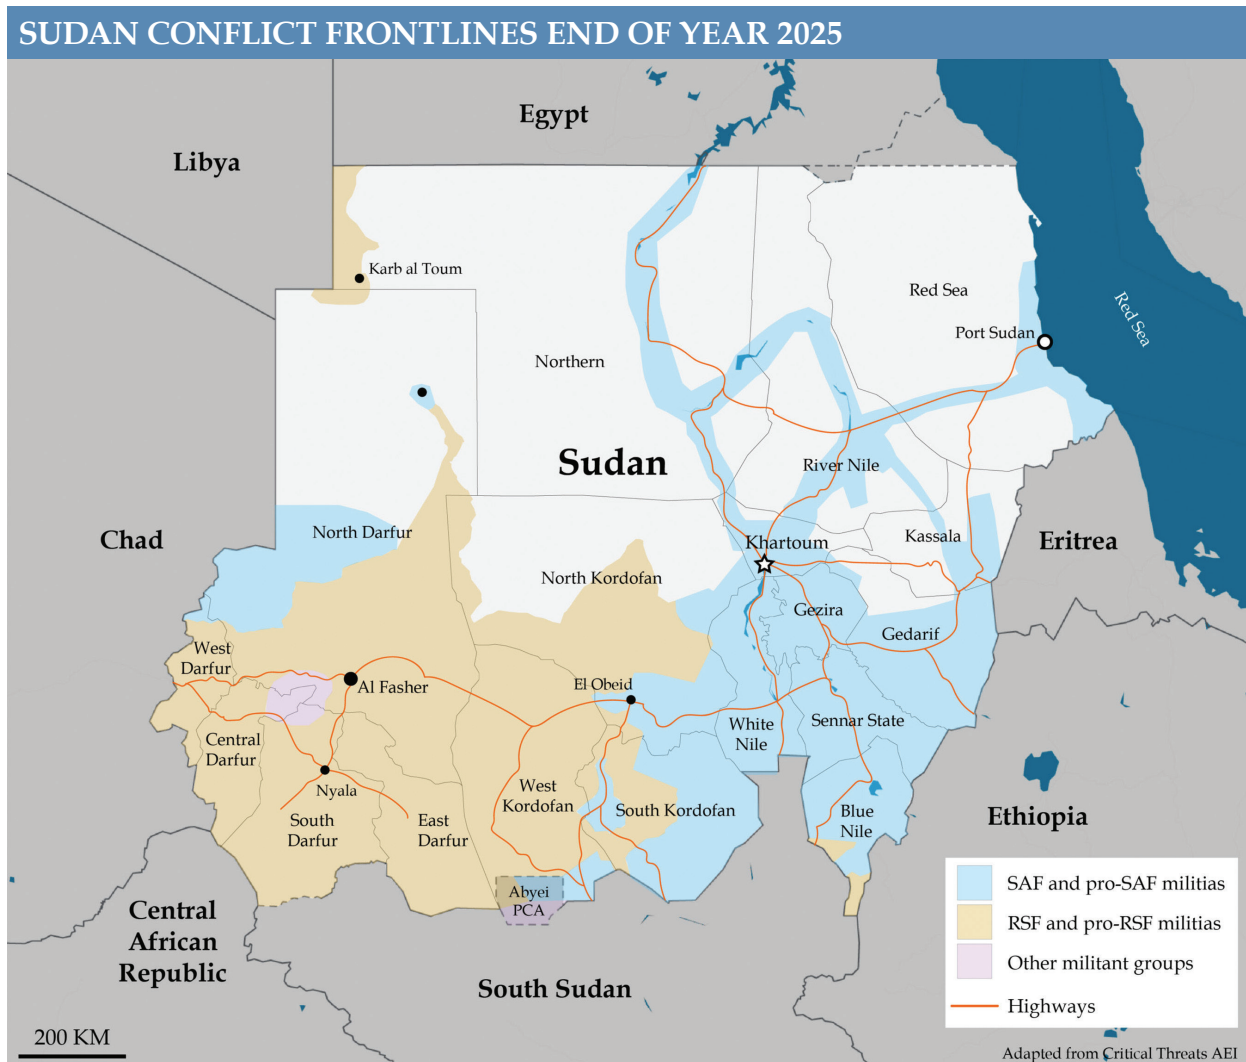 SUDAN CONFLICT FRONTLINES END OF YEAR 2025
Egypt
Libya
Karb al Toum
Red Sea
Red Sea
Port Sudan
Northern
Sudan
River Nile
Chad
North Darfur
Khartoum
Kassala
Eritrea
North Kordofan
Gezira
Gedarif
West
Darfur
Al Fasher
El Obeid
White
Nile
Sennar State
Central
Darfur
Nyala
West
Kordofan
South Kordofan
South
Darfur
East
Darfur
Blue
Nile
Ethiopia
Abyei
PCA
Central
African
Republic
South Sudan
SAF and pro-SAF militias
RSF and pro-RSF militias
Other militant groups
Highways
200 KM
Adapted from Critical Threats AEI